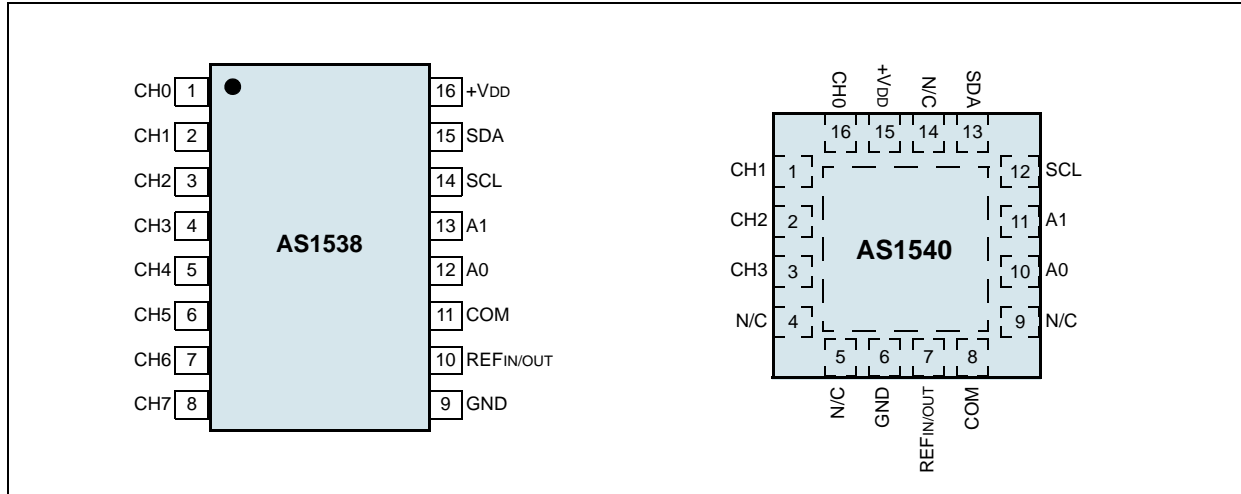 CH0 1
CH1 2
CH2 3
CH3 4
CH4 5
CH5 6
CH6 7
CH7 8
AS1538
16 +VDD
15 SDA
14 SCL
13 A1
12 A0
11 COM
10 REFIN/OUT
9 GND
CH0
+VDD
N/C
SDA
16 15 14 13
CH1 1
CH2 2
CH3 3
N/C 4
AS1540
12 SCL
11 A1
10 A0
9 N/C
5 6 7 8
N/C
GND
REFIN/OUT
COM